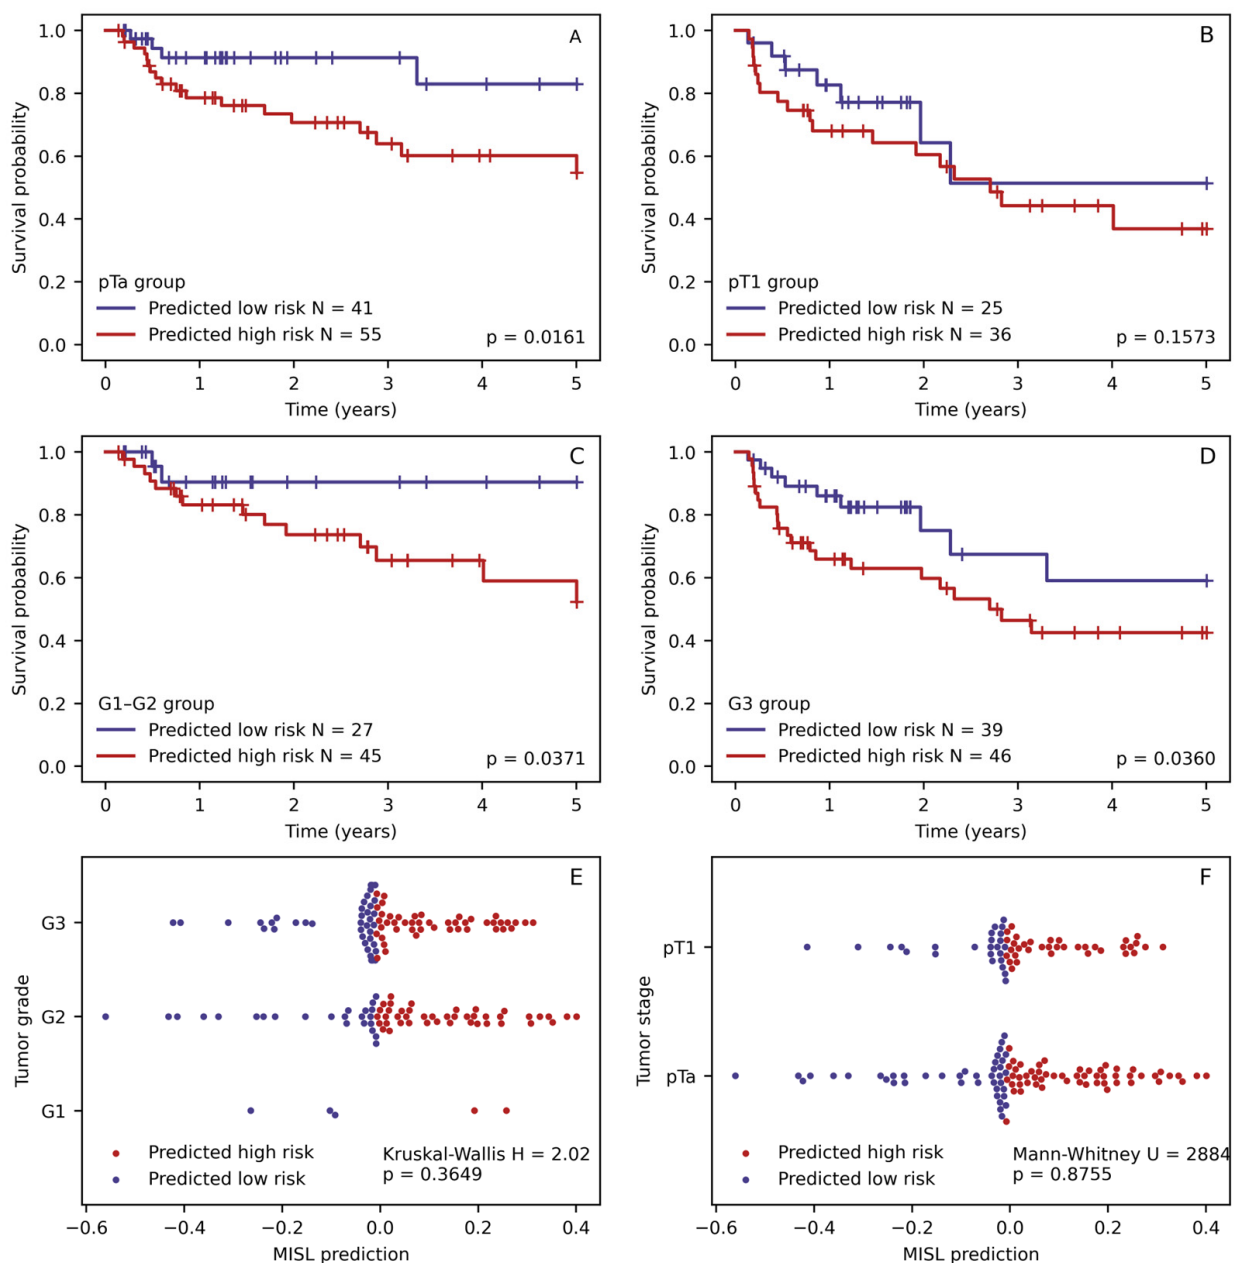 A
1.0
0.8
0.6
0.4
0.2
0.0
Survival probability
pTa group
Predicted low risk N = 41
Predicted high risk N = 55
p = 0.0161
0 1 2 3 4 5
Time (years)
B
1.0
0.8
0.6
0.4
0.2
0.0
Survival probability
pT1 group
Predicted low risk N = 25
Predicted high risk N = 36
p = 0.1573
0 1 2 3 4 5
Time (years)
C
1.0
0.8
0.6
0.4
0.2
0.0
Survival probability
G1–G2 group
Predicted low risk N = 27
Predicted high risk N = 45
p = 0.0371
0 1 2 3 4 5
Time (years)
D
1.0
0.8
0.6
0.4
0.2
0.0
Survival probability
G3 group
Predicted low risk N = 39
Predicted high risk N = 46
p = 0.0360
0 1 2 3 4 5
Time (years)
E
G3
G2
G1
Tumor grade
Predicted high risk
Predicted low risk
Kruskal-Wallis H = 2.02
p = 0.3649
−0.6 −0.4 −0.2 0.0 0.2 0.4
MISL prediction
F
pT1
pTa
Tumor stage
Predicted high risk
Predicted low risk
Mann-Whitney U = 2884
p = 0.8755
−0.6 −0.4 −0.2 0.0 0.2 0.4
MISL prediction